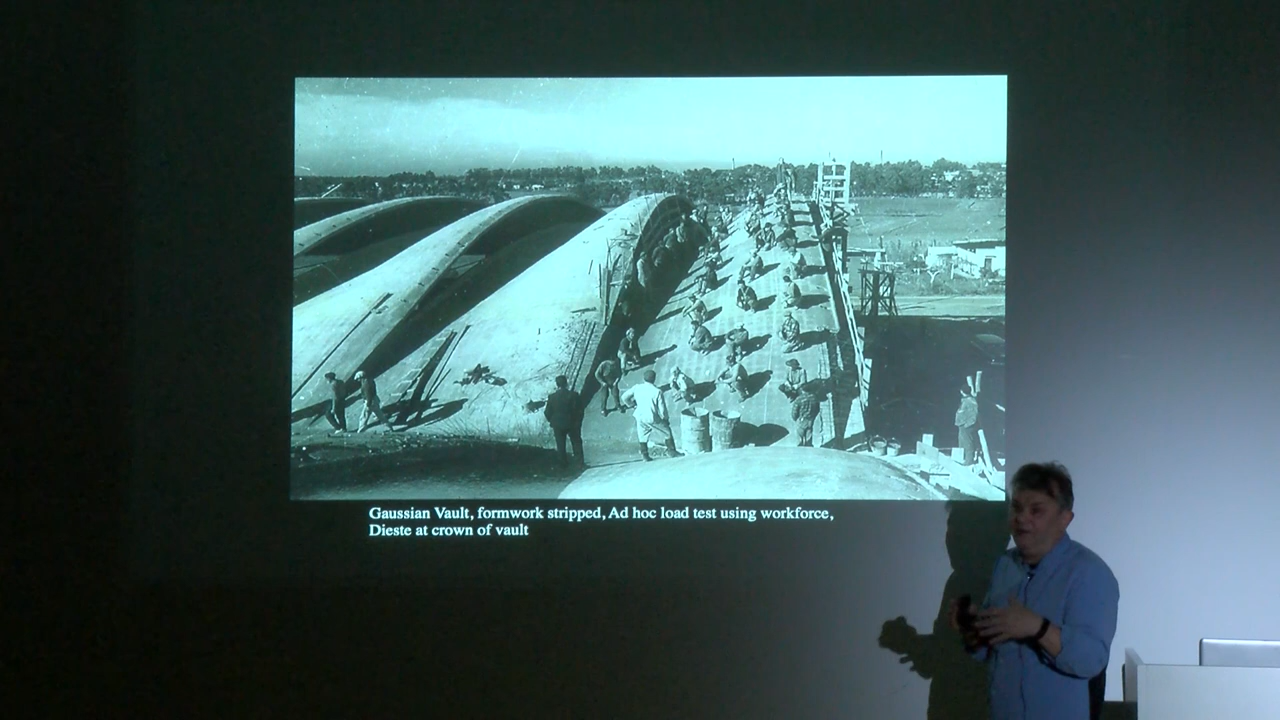 Gaussian Vault, formwork stripped, Ad hoc load test using workforce,
Dieste at crown of vault